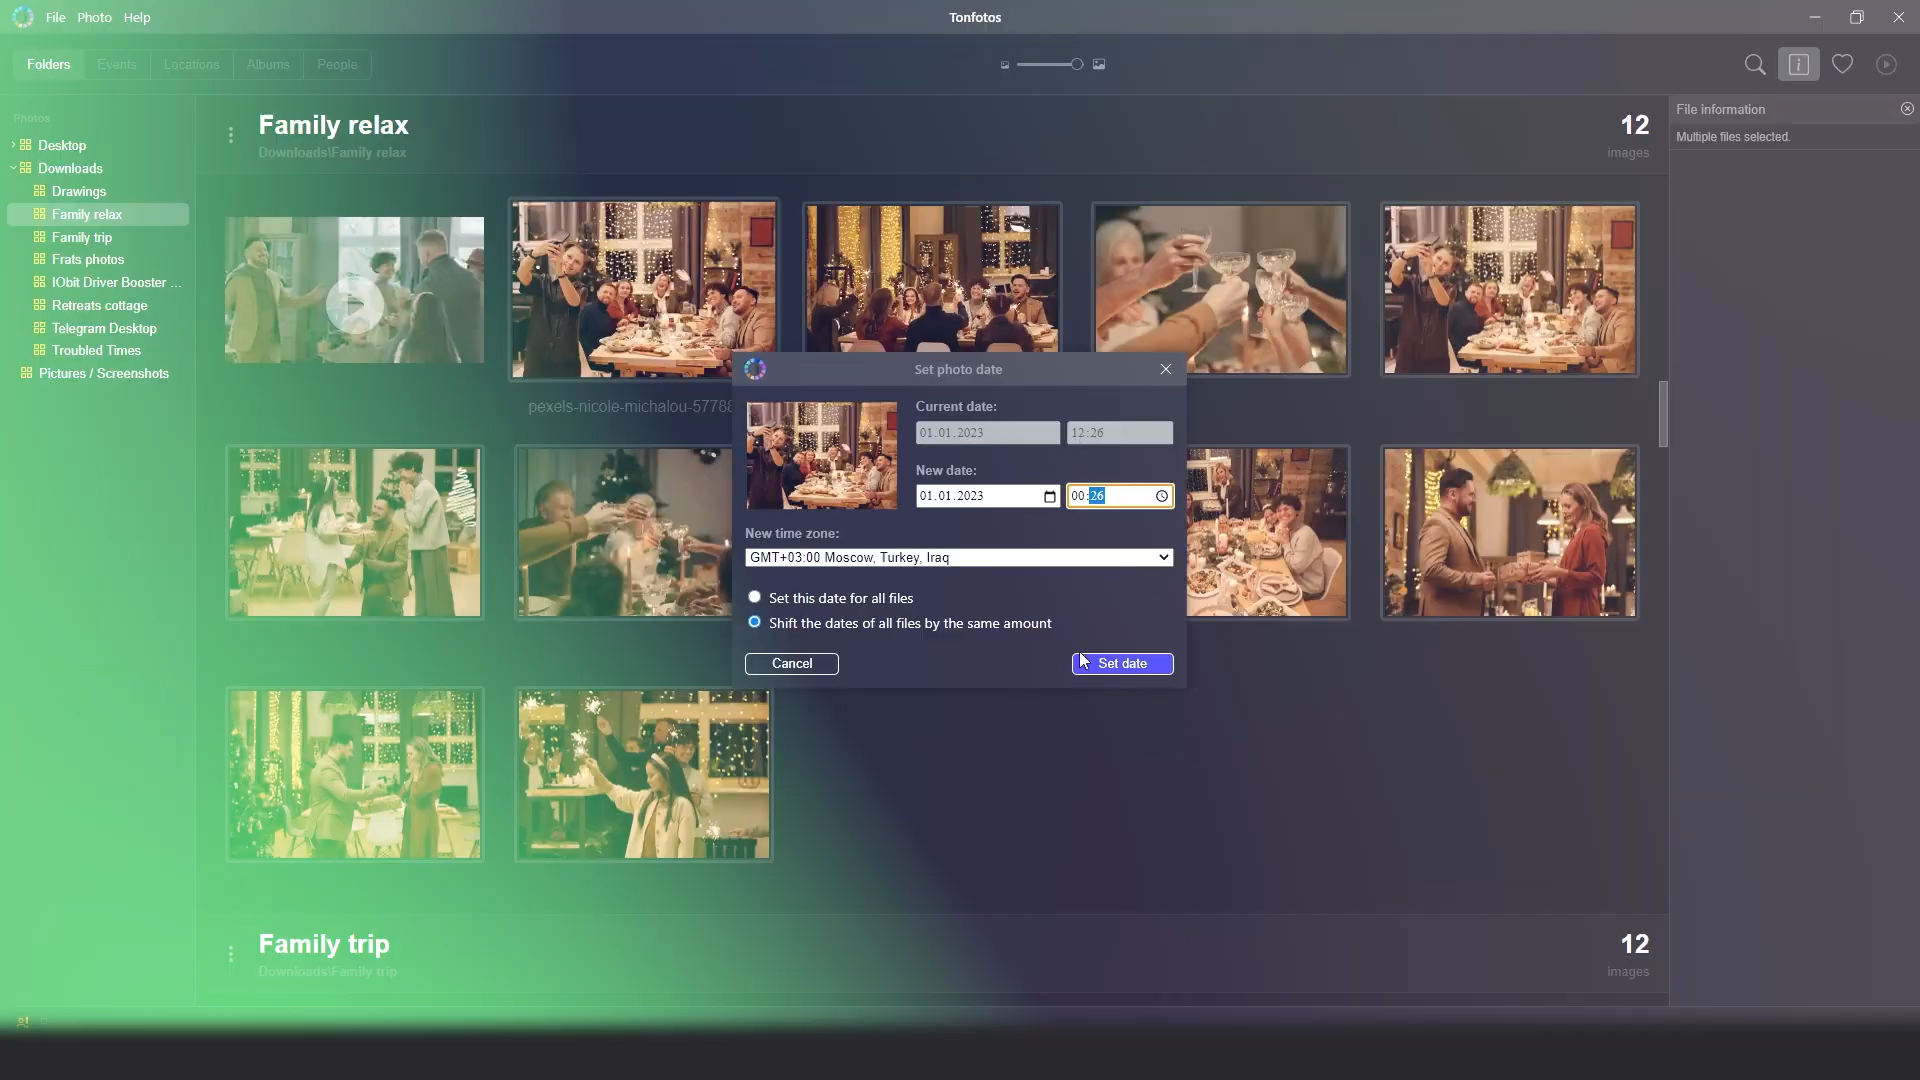 File Photo Help
Tonfotos
Folders Events Locations Albums People
Photos
Desktop
Downloads
Drawings
Family relax
Family trip
Frats photos
IObit Driver Booster ...
Retreats cottage
Telegram Desktop
Troubled Times
Pictures / Screenshots
Family relax
Downloads\Family relax
12
images
File information
Multiple files selected.
pexels-nicole-michalou-5778
Set photo date
Current date:
01.01.2023 12:26
New date:
01.01.2023 00:26
New time zone:
GMT+03:00 Moscow, Turkey, Iraq
Set this date for all files
Shift the dates of all files by the same amount
Cancel Set date
Family trip
Downloads\Family trip
12
images